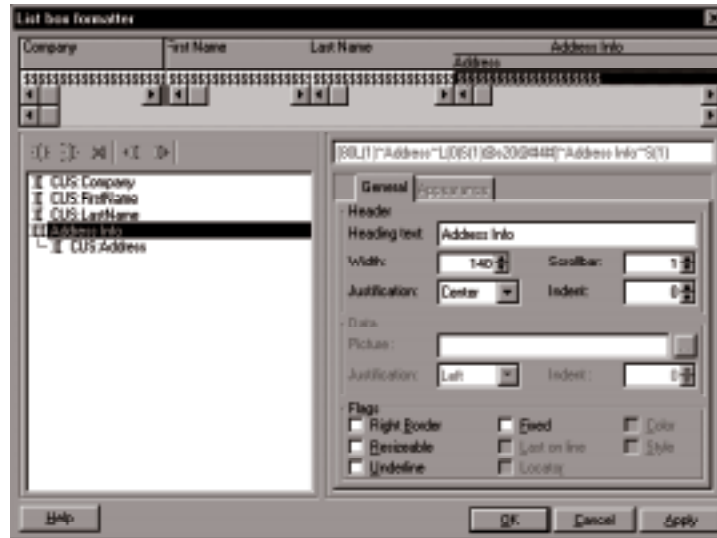 List box formatter
Company First Name Last Name Address Info
Address
CUS:Company
CUS:FirstName
CUS:LastName
Address Info
CUS:Address
General Appearance
Header
Heading text: Address Info
Width: 140 Scrollbar: 1
Justification: Center Indent: 0
Data
Picture:
Justification: Left Indent: 0
Flags
Right Border Fixed Color
Resizeable Last on line Style
Underline Locator
Help OK Cancel Apply